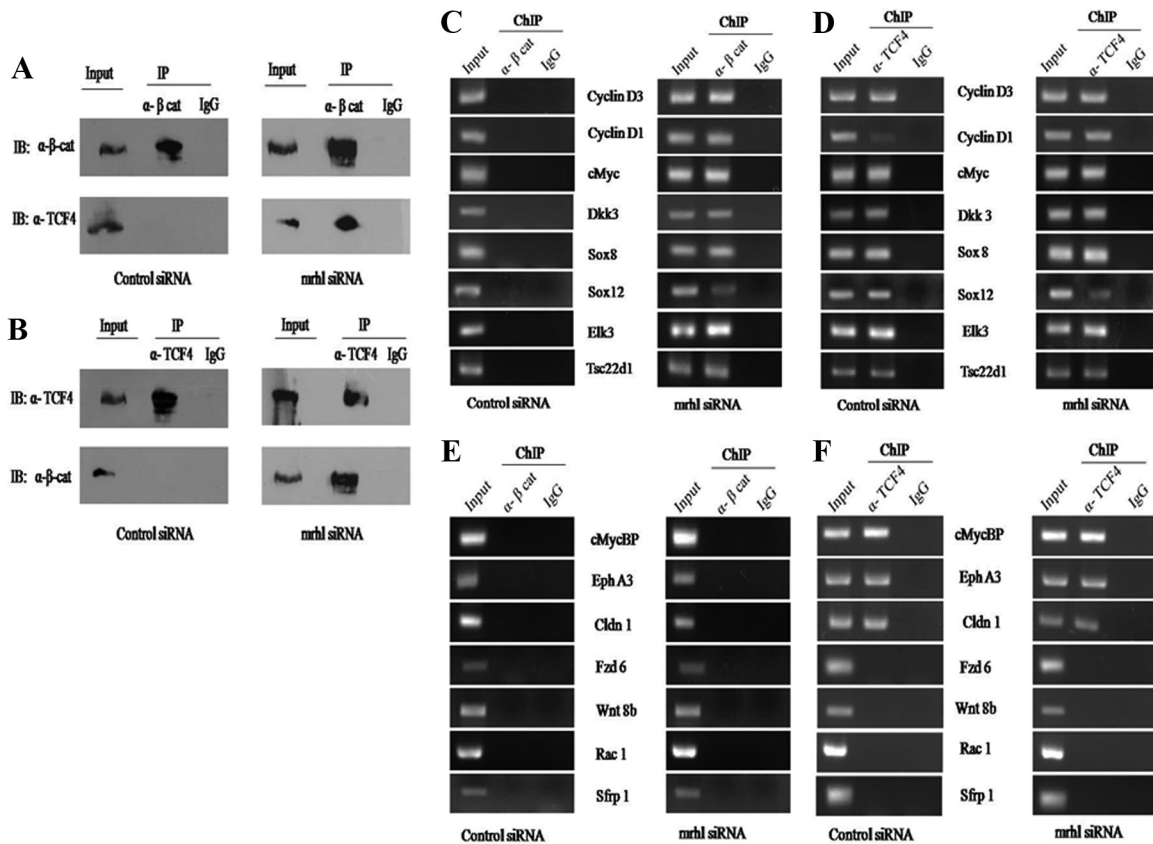 A
Input
IP
α- β cat
IgG
Input
IP
α- β cat
IgG
IB: α-β-cat
IB: α-TCF4
Control siRNA
mrhl siRNA
B
Input
IP
α- TCF4
IgG
Input
IP
α- TCF4
IgG
IB: α-TCF4
IB: α-β-cat
Control siRNA
mrhl siRNA
C
ChIP
Input
α- β cat
IgG
ChIP
Input
α- β cat
IgG
Cyclin D3
Cyclin D1
cMyc
Dkk3
Sox8
Sox12
Elk3
Tsc22d1
Control siRNA
mrhl siRNA
D
ChIP
Input
α- TCF4
IgG
ChIP
Input
α- TCF4
IgG
Cyclin D3
Cyclin D1
cMyc
Dkk 3
Sox 8
Sox12
Elk3
Tsc22d1
Control siRNA
mrhl siRNA
E
ChIP
Input
α- β cat
IgG
ChIP
Input
α- β cat
IgG
cMycBP
Eph A3
Cldn 1
Fzd 6
Wnt 8b
Rac 1
Sfrp 1
Control siRNA
mrhl siRNA
F
ChIP
Input
α- TCF4
IgG
ChIP
Input
α- TCF4
IgG
cMycBP
Eph A3
Cldn 1
Fzd 6
Wnt 8b
Rac 1
Sfrp 1
Control siRNA
mrhl siRNA